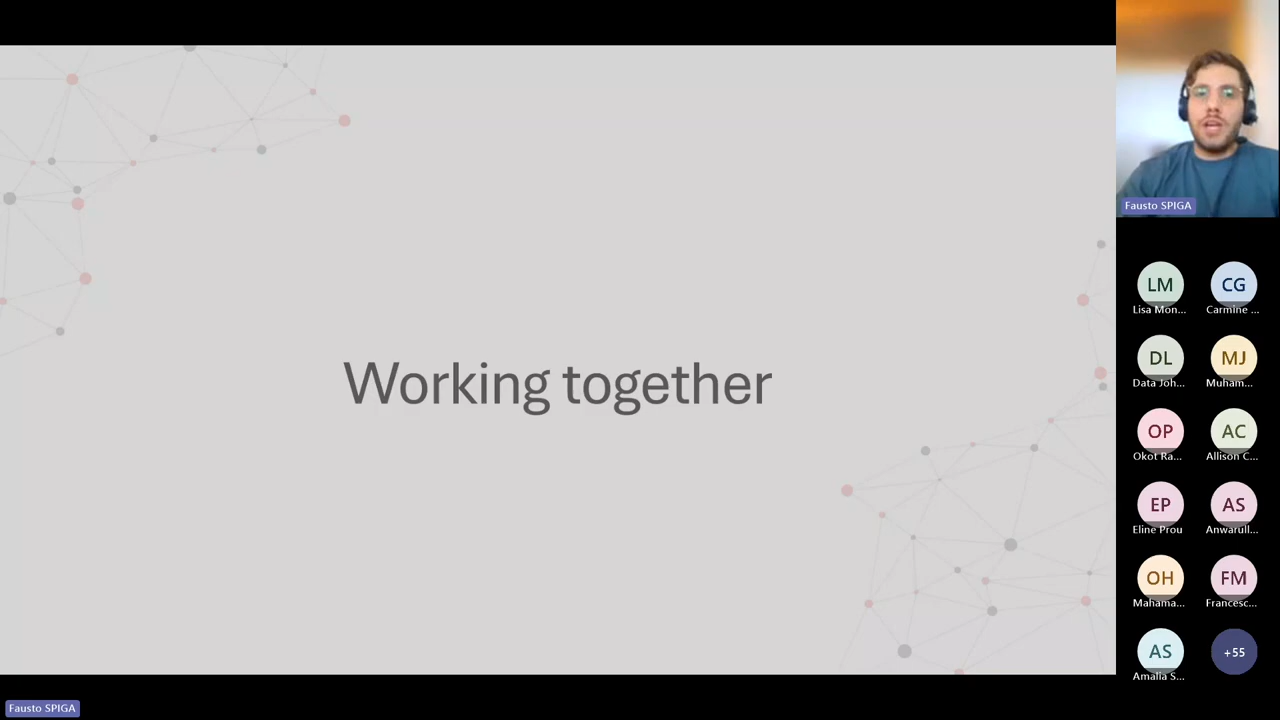 Working together
Fausto SPIGA
LM
CG
Lisa Mon...
Carmine ...
DL
MJ
Data Joh...
Muham...
OP
AC
Okot Ra...
Allison C...
EP
AS
Eline Prou
Anwarull...
OH
FM
Mahama...
Francesc...
AS
+55
Amalia S...
Fausto SPIGA